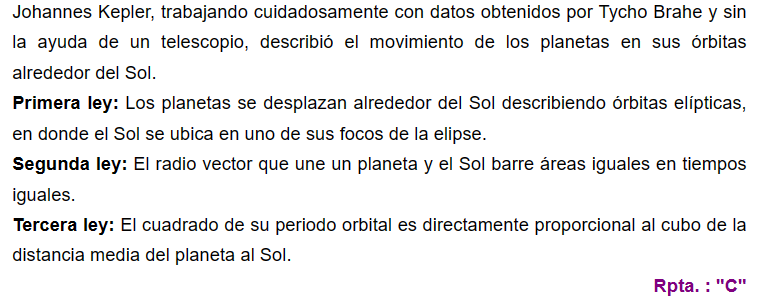 Johannes Kepler, trabajando cuidadosamente con datos obtenidos por Tycho Brahe y sin
la ayuda de un telescopio, describió el movimiento de los planetas en sus órbitas
alrededor del Sol.
Primera ley: Los planetas se desplazan alrededor del Sol describiendo órbitas elípticas,
en donde el Sol se ubica en uno de sus focos de la elipse.
Segunda ley: El radio vector que une un planeta y el Sol barre áreas iguales en tiempos
iguales.
Tercera ley: El cuadrado de su periodo orbital es directamente proporcional al cubo de la
distancia media del planeta al Sol.
Rpta. : "C"